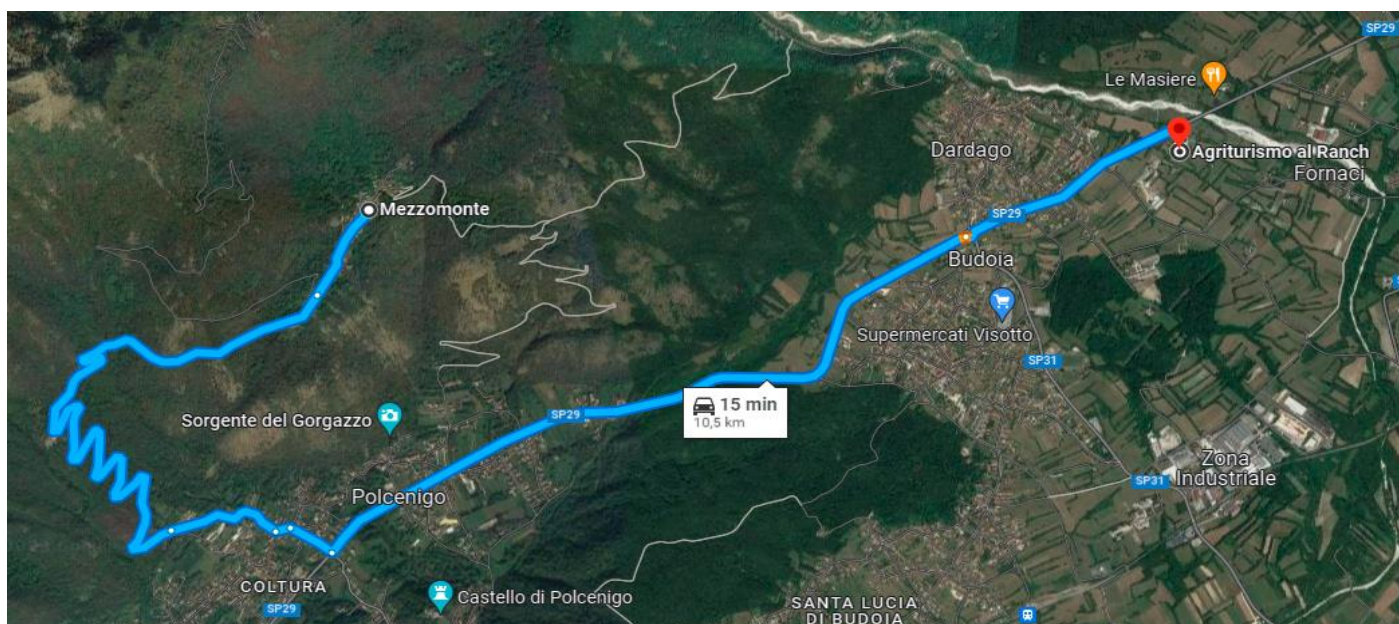 SP29
Le Masiere
Dardago
Agriturismo al Ranch
Fornaci
Mezzomonte
SP29
Budoia
Supermercati Visotto
SP31
15 min
10,5 km
Sorgente del Gorgazzo
SP29
Polcenigo
Zona
Industriale
SP31
COLTURA
Castello di Polcenigo
SP29
SANTA LUCIA
DI BUDOIA